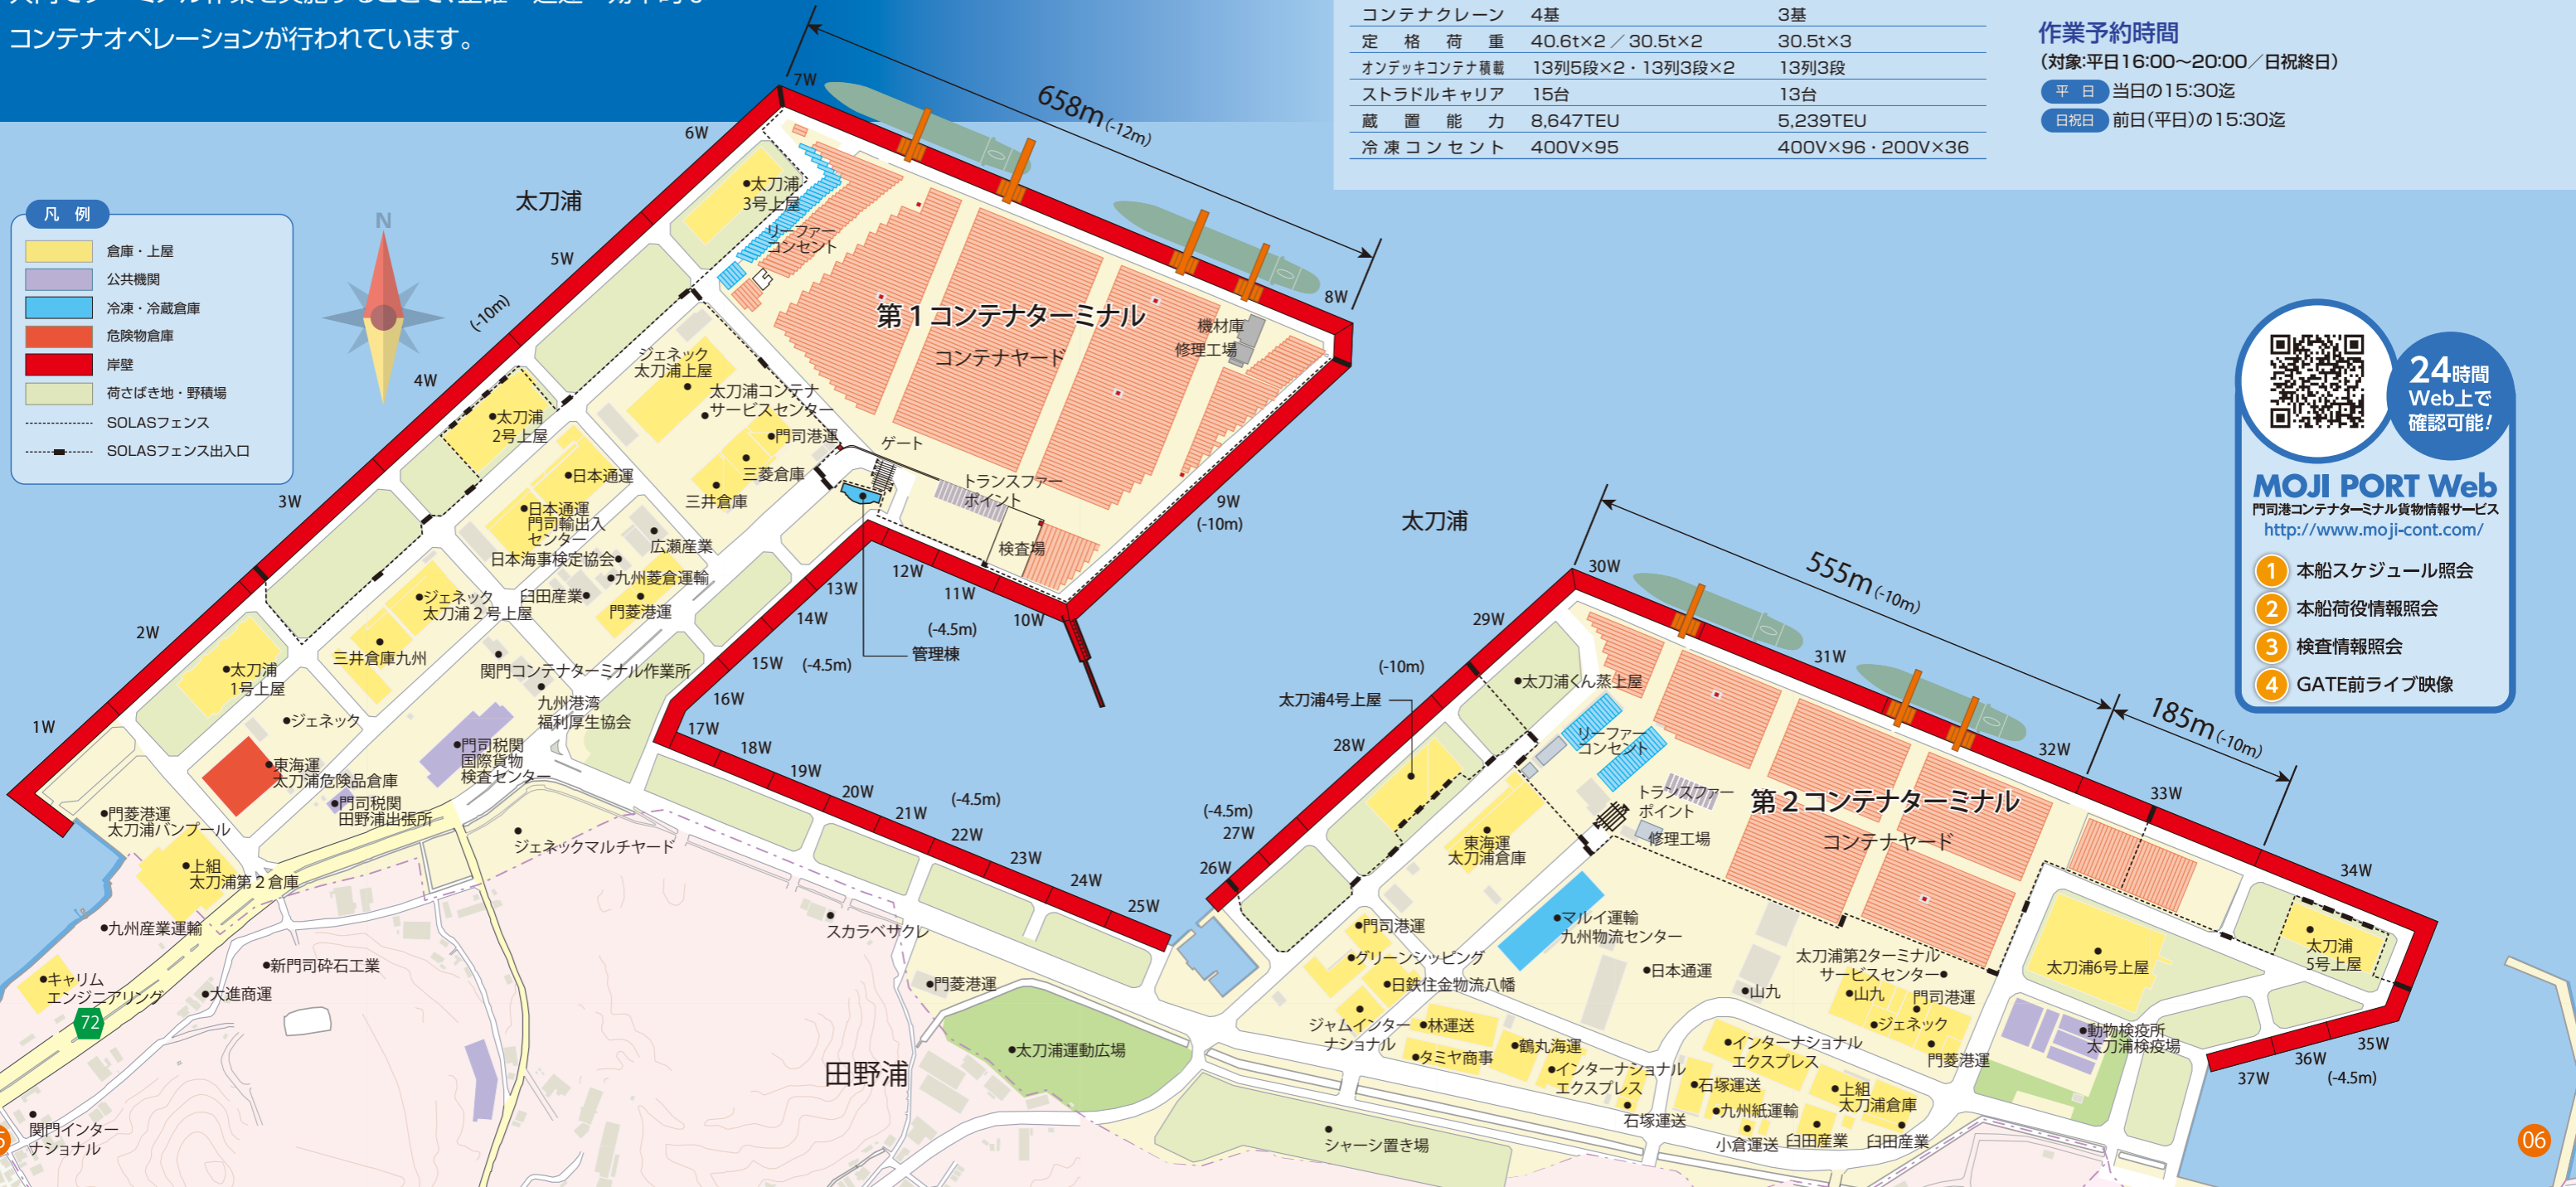 コンテナオペレーションが行われています。
コンテナクレーン 4基 3基
定格荷重 40.6t×2 ／ 30.5t×2 30.5t×3
オンデッキコンテナ積載 13列5段×2・13列3段×2 13列3段
ストラドルキャリア 15台 13台
蔵置能力 8,647TEU 5,239TEU
冷凍コンセント 400V×95 400V×96・200V×36
作業予約時間
(対象:平日16:00〜20:00／日祝終日)
平日 当日の15:30迄
日祝日 前日(平日)の15:30迄
凡例
倉庫・上屋
公共機関
冷凍・冷蔵倉庫
危険物倉庫
岸壁
荷さばき地・野積場
SOLASフェンス
SOLASフェンス出入口
N
太刀浦
658m(-12m)
7W
6W
5W
(-10m)
4W
3W
2W
1W
8W
9W
(-10m)
太刀浦
3号上屋
リーファー
コンセント
第1コンテナターミナル
コンテナヤード
機材庫
修理工場
ジェネック
太刀浦上屋
太刀浦コンテナ
サービスセンター
門司港運
三菱倉庫
三井倉庫
ゲート
トランスファー
ポイント
検査場
管理棟
太刀浦
2号上屋
日本通運
日本通運
門司輸出入
センター
広瀬産業
日本海事検定協会
九州菱倉運輸
臼田産業
門菱港運
ジェネック
太刀浦2号上屋
三井倉庫九州
関門コンテナターミナル作業所
九州港湾
福利厚生協会
太刀浦
1号上屋
ジェネック
東海運
太刀浦危険品倉庫
門司税関
国際貨物
検査センター
門司税関
田野浦出張所
門菱港運
太刀浦バンプール
上組
太刀浦第2倉庫
ジェネックマルチヤード
九州産業運輸
キャリム
エンジニアリング
72
新門司砕石工業
大進商運
関門インター
ナショナル
10W
11W
12W
(-4.5m)
13W
14W
15W
(-4.5m)
16W
17W
18W
19W
20W
21W
(-4.5m)
22W
23W
24W
25W
スカラベサクレ
門菱港運
太刀浦運動広場
田野浦
太刀浦
555m(-10m)
185m(-10m)
30W
29W
(-10m)
28W
(-4.5m)
27W
26W
31W
32W
33W
34W
35W
36W
(-4.5m)
37W
太刀浦くん蒸上屋
太刀浦4号上屋
リーファー
コンセント
トランスファー
ポイント
修理工場
第2コンテナターミナル
コンテナヤード
東海運
太刀浦倉庫
マルイ運輸
九州物流センター
門司港運
グリーンシッピング
日鉄住金物流八幡
ジャムインター
ナショナル
林運送
タミヤ商事
鶴丸海運
インターナショナル
エクスプレス
石塚運送
日本通運
山九
太刀浦第2ターミナル
サービスセンター
山九
門司港運
ジェネック
門菱港運
インターナショナル
エクスプレス
石塚運送
九州紙運輸
小倉運送
上組
太刀浦倉庫
臼田産業
臼田産業
シャーシ置き場
太刀浦6号上屋
太刀浦
5号上屋
動物検疫所
太刀浦検疫場
24時間
Web上で
確認可能!
MOJI PORT Web
門司港コンテナターミナル貨物情報サービス
http://www.moji-cont.com/
1 本船スケジュール照会
2 本船荷役情報照会
3 検査情報照会
4 GATE前ライブ映像
06